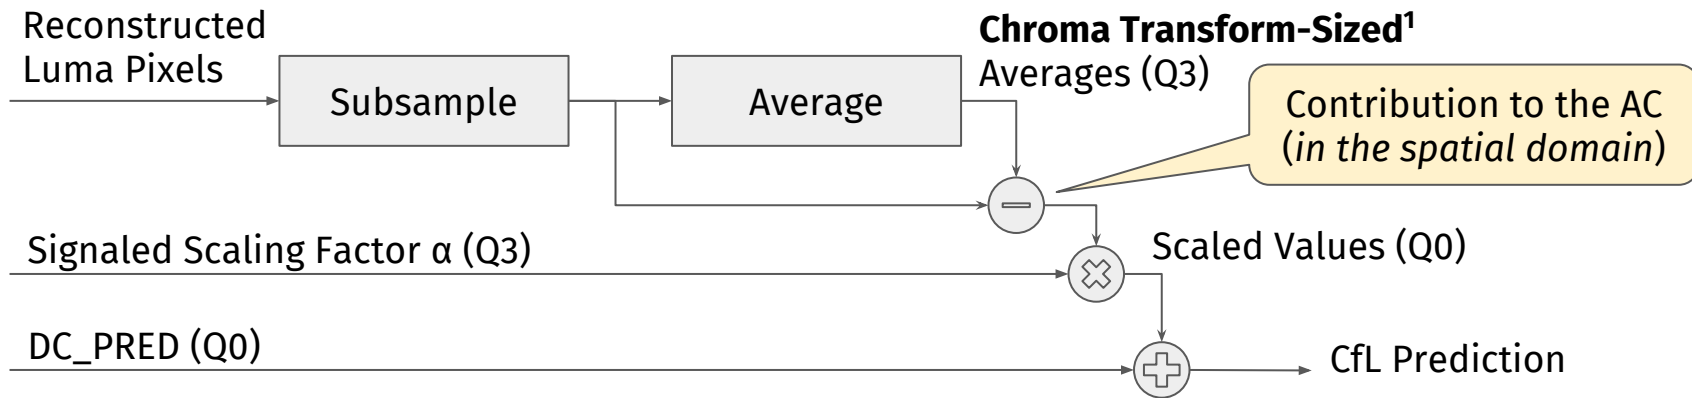 Reconstructed
Luma Pixels
Subsample
Average
Chroma Transform-Sized¹
Averages (Q3)
Contribution to the AC
(in the spatial domain)
Signaled Scaling Factor α (Q3)
Scaled Values (Q0)
DC_PRED (Q0)
CfL Prediction